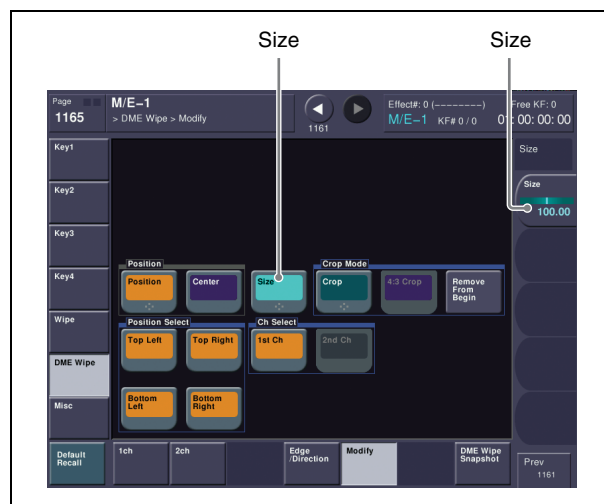 Size Size
Page
1165
M/E–1
> DME Wipe > Modify
1161
Effect#: 0 (––––––––) Free KF: 0
M/E–1 KF# 0 / 0 01: 00: 00: 00
Key1
Key2
Key3
Key4
Wipe
DME Wipe
Misc
Default
Recall
Position
Position Center
Size
Crop Mode
Crop 4:3 Crop Remove
From
Begin
Position Select
Top Left Top Right
Bottom
Left
Bottom
Right
Ch Select
1st Ch 2nd Ch
1ch 2ch Edge
/Direction
Modify DME Wipe
Snapshot
Size
Size
100.00
Prev
1161